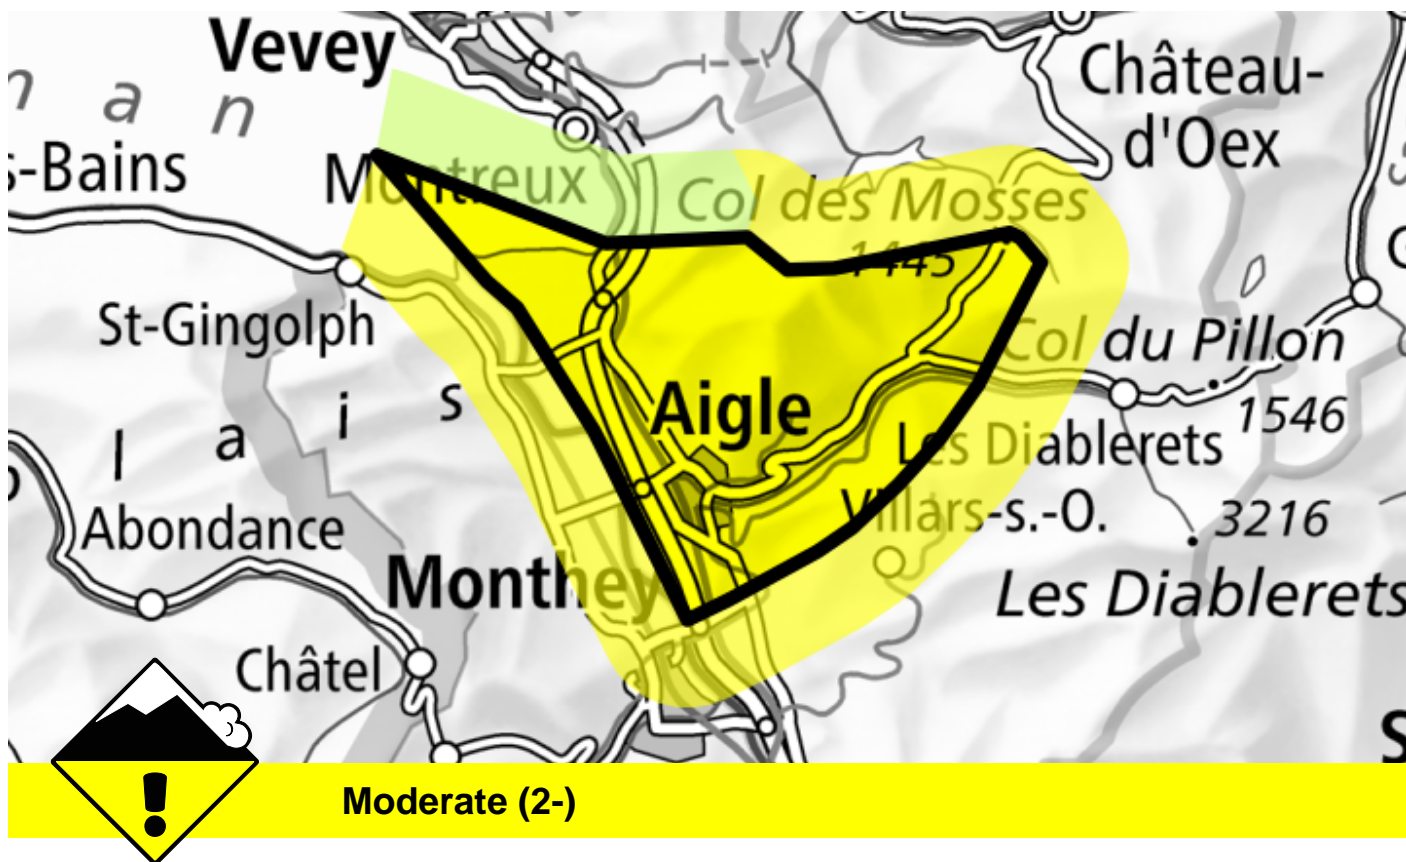 Vevey
Château-
d'Oex
n a n
s-Bains
Montreux
Col des Mosses
1445
St-Gingolph
Col du Pillon
1546
l a i s
Aigle
Les Diablerets
Villars-s.-O.
3216
Abondance
Monthey
Les Diablerets
Châtel
S
!
Moderate (2-)